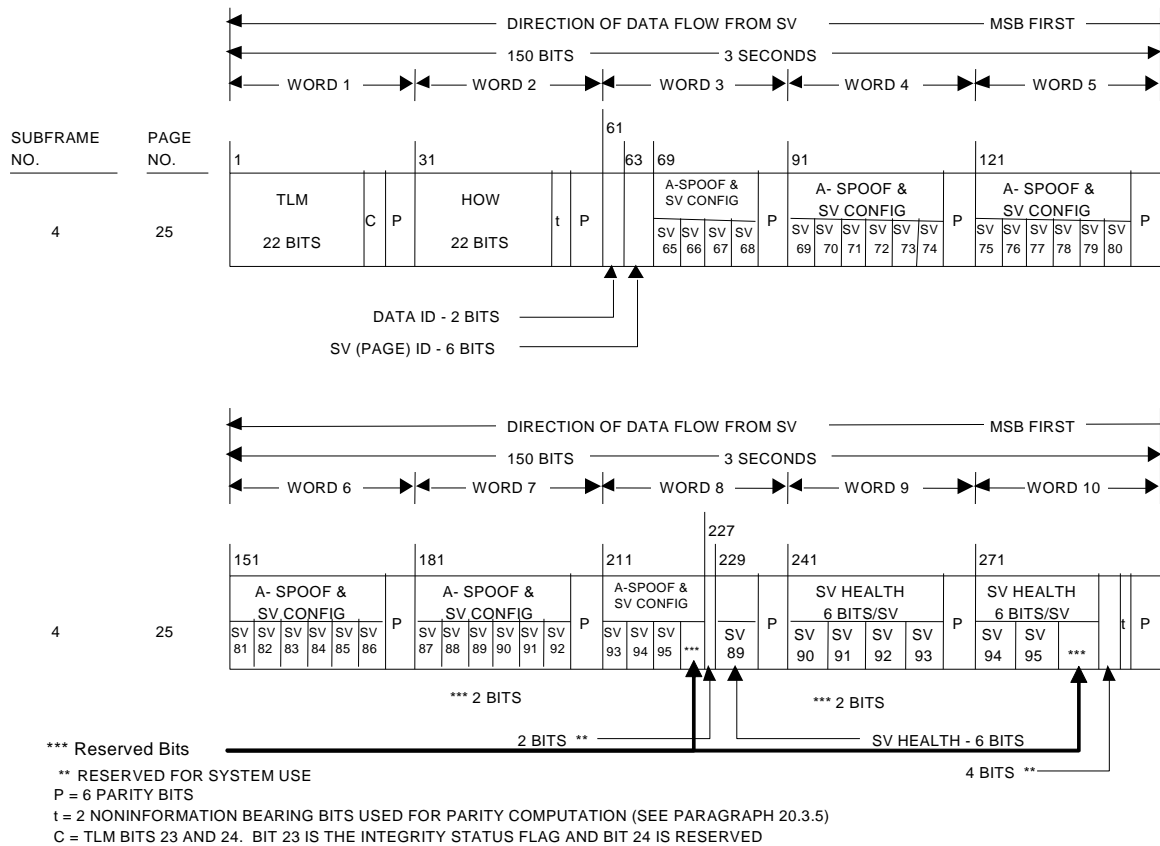 DIRECTION OF DATA FLOW FROM SV MSB FIRST
150 BITS 3 SECONDS
WORD 1 WORD 2 WORD 3 WORD 4 WORD 5
SUBFRAME NO.
PAGE NO.
61
1 31 63 69 91 121
TLM
22 BITS
C P
HOW
22 BITS
t P
A-SPOOF &
SV CONFIG
SV 65 SV 66 SV 67 SV 68
P
A- SPOOF &
SV CONFIG
SV 69 SV 70 SV 71 SV 72 SV 73 SV 74
P
A- SPOOF &
SV CONFIG
SV 75 SV 76 SV 77 SV 78 SV 79 SV 80
P
4 25
DATA ID - 2 BITS
SV (PAGE) ID - 6 BITS
DIRECTION OF DATA FLOW FROM SV MSB FIRST
150 BITS 3 SECONDS
WORD 6 WORD 7 WORD 8 WORD 9 WORD 10
227
151 181 211 229 241 271
A- SPOOF &
SV CONFIG
SV 81 SV 82 SV 83 SV 84 SV 85 SV 86
P
A- SPOOF &
SV CONFIG
SV 87 SV 88 SV 89 SV 90 SV 91 SV 92
P
A-SPOOF &
SV CONFIG
SV 93 SV 94 SV 95 ***
SV 89
P
SV HEALTH
6 BITS/SV
SV 90 SV 91 SV 92 SV 93
P
SV HEALTH
6 BITS/SV
SV 94 SV 95 ***
t P
4 25
*** 2 BITS *** 2 BITS
2 BITS ** SV HEALTH - 6 BITS
*** Reserved Bits
4 BITS **
** RESERVED FOR SYSTEM USE
P = 6 PARITY BITS
t = 2 NONINFORMATION BEARING BITS USED FOR PARITY COMPUTATION (SEE PARAGRAPH 20.3.5)
C = TLM BITS 23 AND 24. BIT 23 IS THE INTEGRITY STATUS FLAG AND BIT 24 IS RESERVED